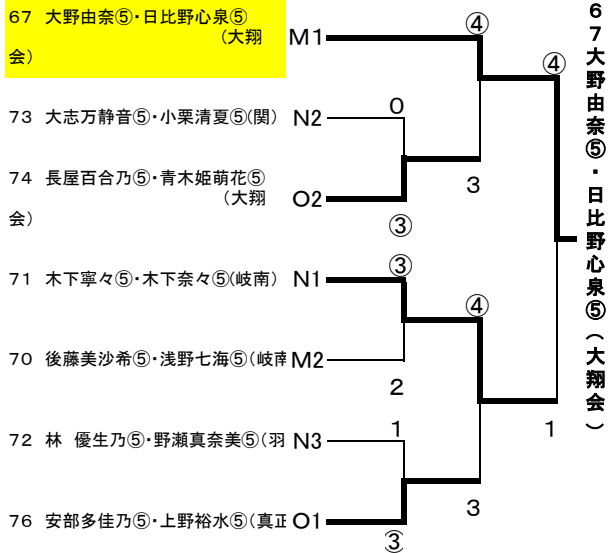 67 大野由奈⑤・日比野心泉⑤
(大翔
会)
M1
④
④
73 大志万静音⑤・小栗清夏⑤(関) N2
0
74 長屋百合乃⑤・青木姫萌花⑤
(大翔
会)
O2
3
③
71 木下寧々⑤・木下奈々⑤(岐南) N1
③
④
70 後藤美沙希⑤・浅野七海⑤(岐南 M2
2
1
72 林 優生乃⑤・野瀬真奈美⑤(羽 N3
1
76 安部多佳乃⑤・上野裕水⑤(真正 O1
3
③
67大野由奈⑤・日比野心泉⑤(大翔会)